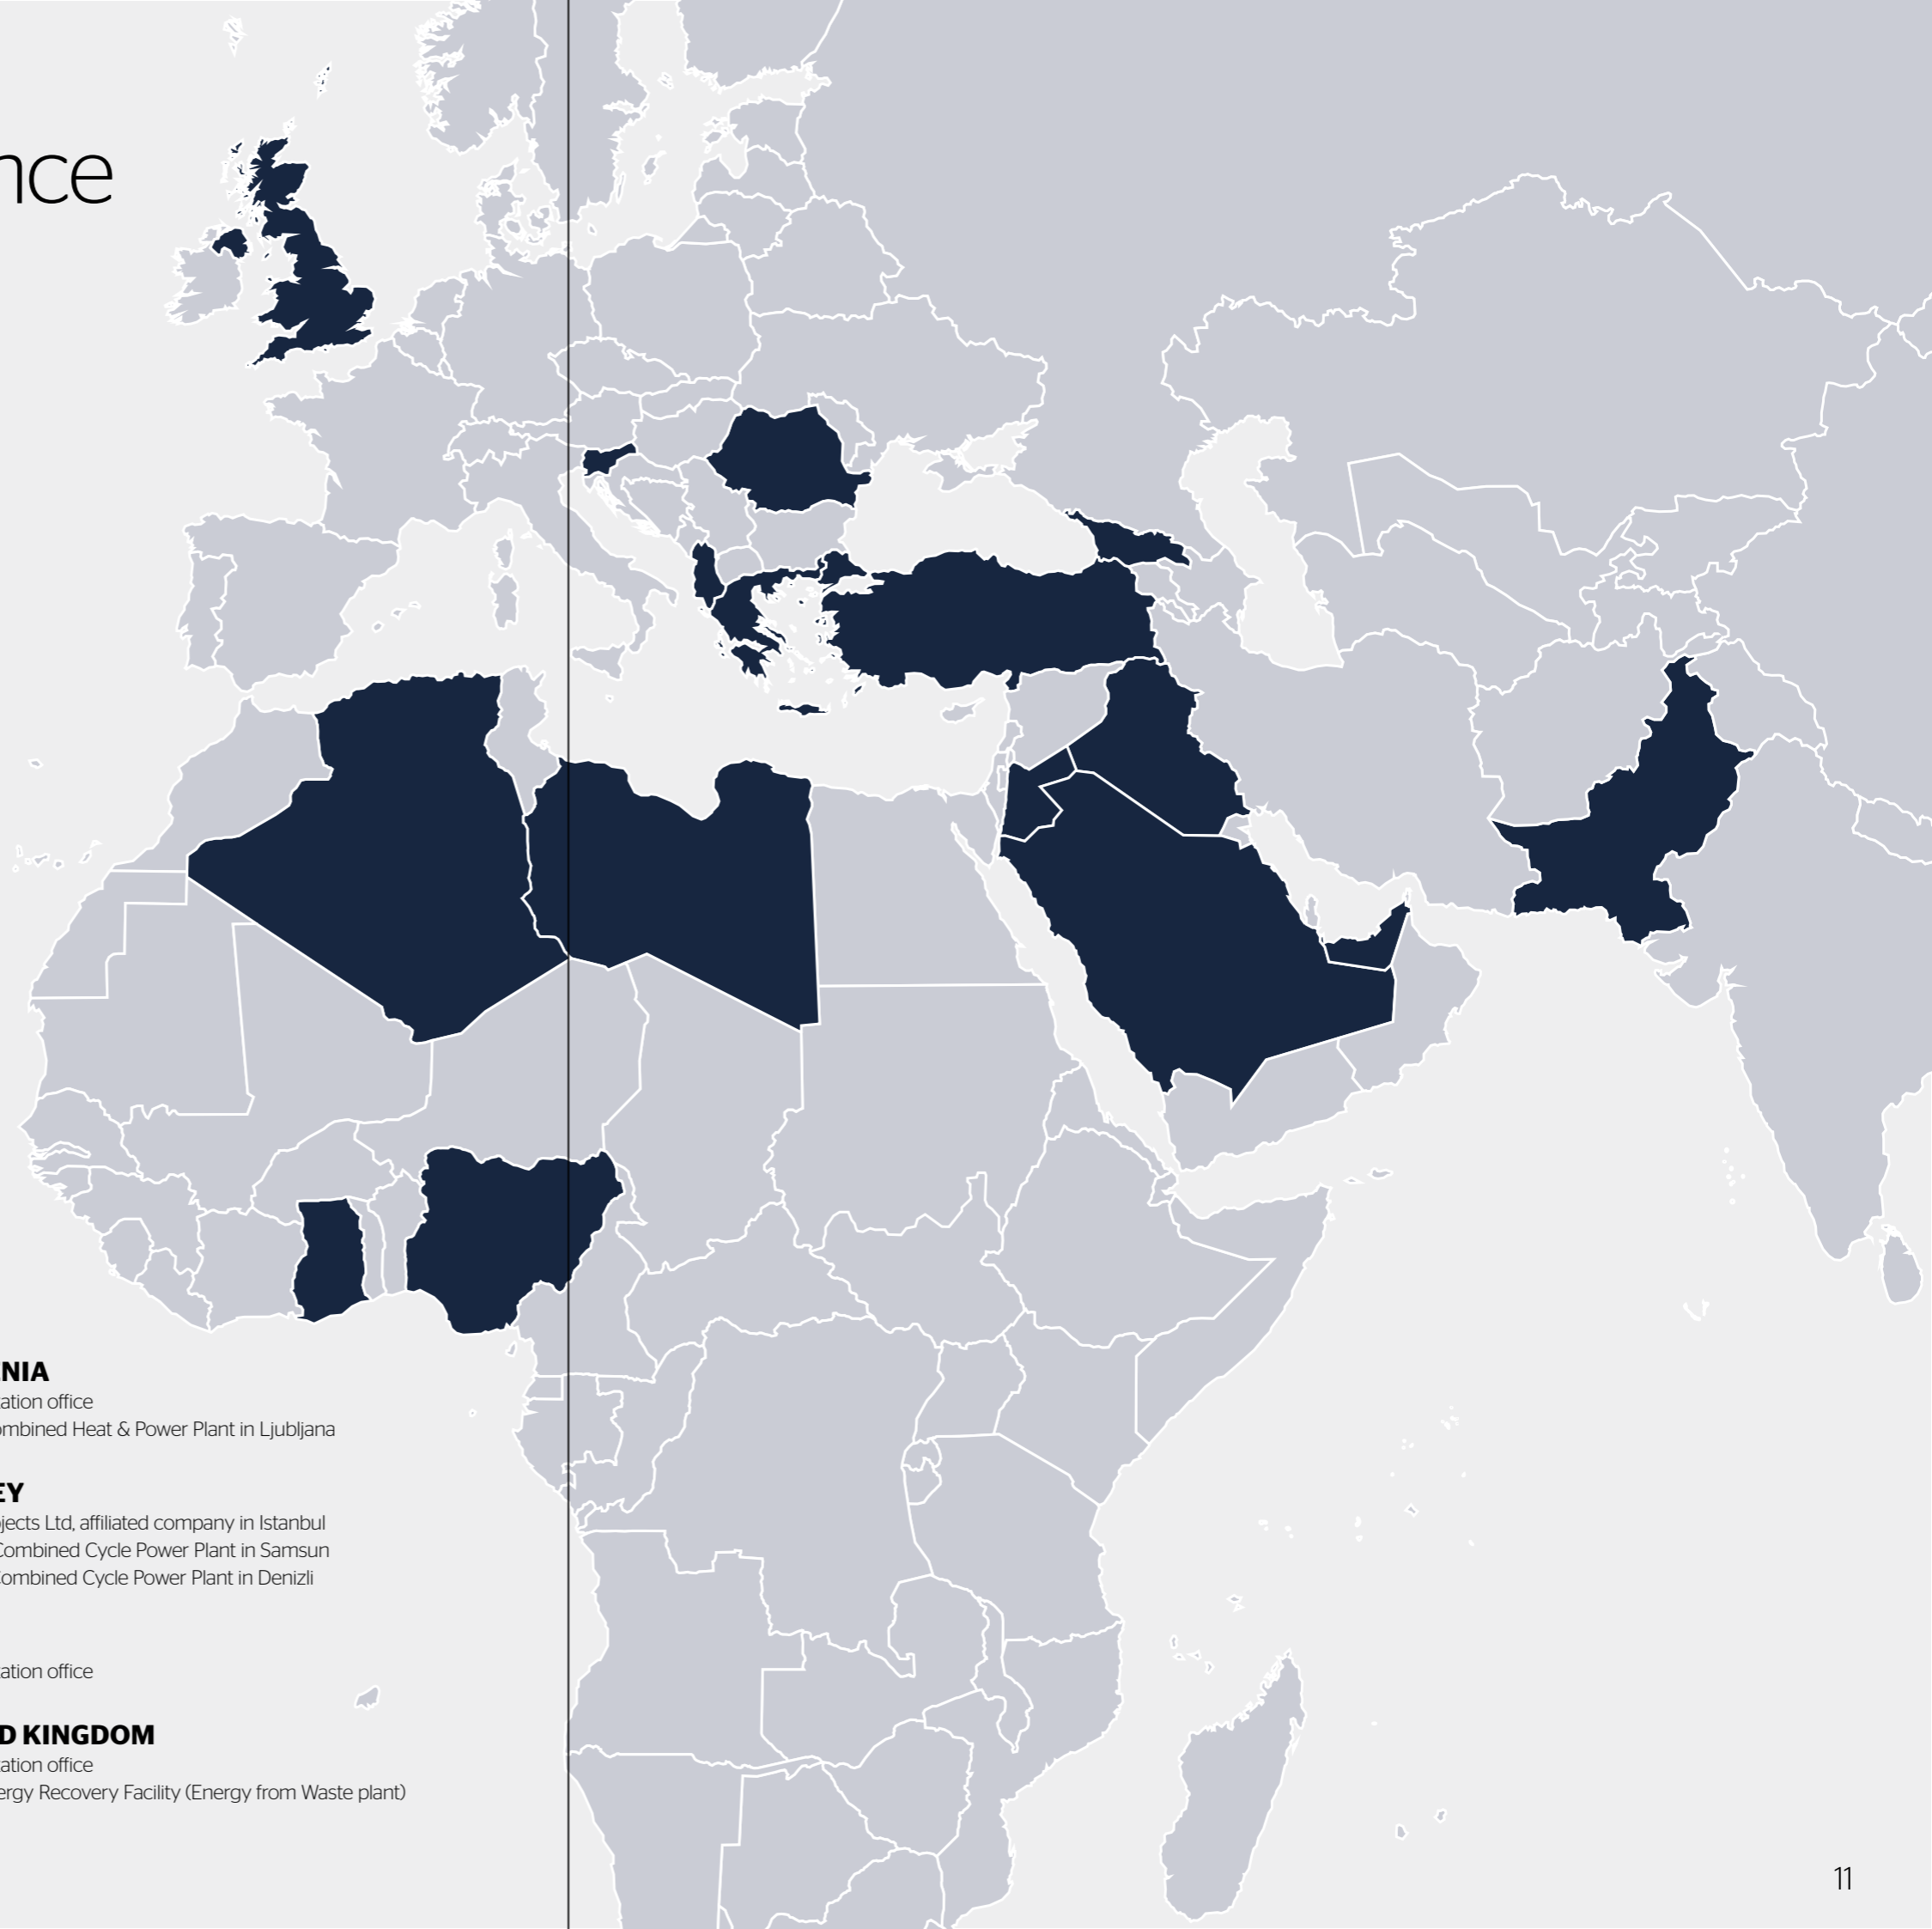 nce
NIA
ation office
ombined Heat & Power Plant in Ljubljana
EY
jects Ltd, affiliated company in Istanbul
Combined Cycle Power Plant in Samsun
Combined Cycle Power Plant in Denizli
ation office
D KINGDOM
ation office
ergy Recovery Facility (Energy from Waste plant)
11